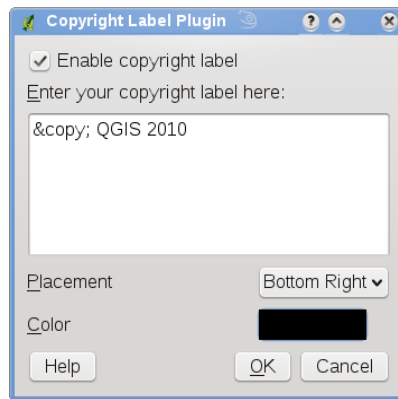 Copyright Label Plugin
Enable copyright label
Enter your copyright label here:
&copy; QGIS 2010
Placement
Bottom Right
Color
Help
OK
Cancel